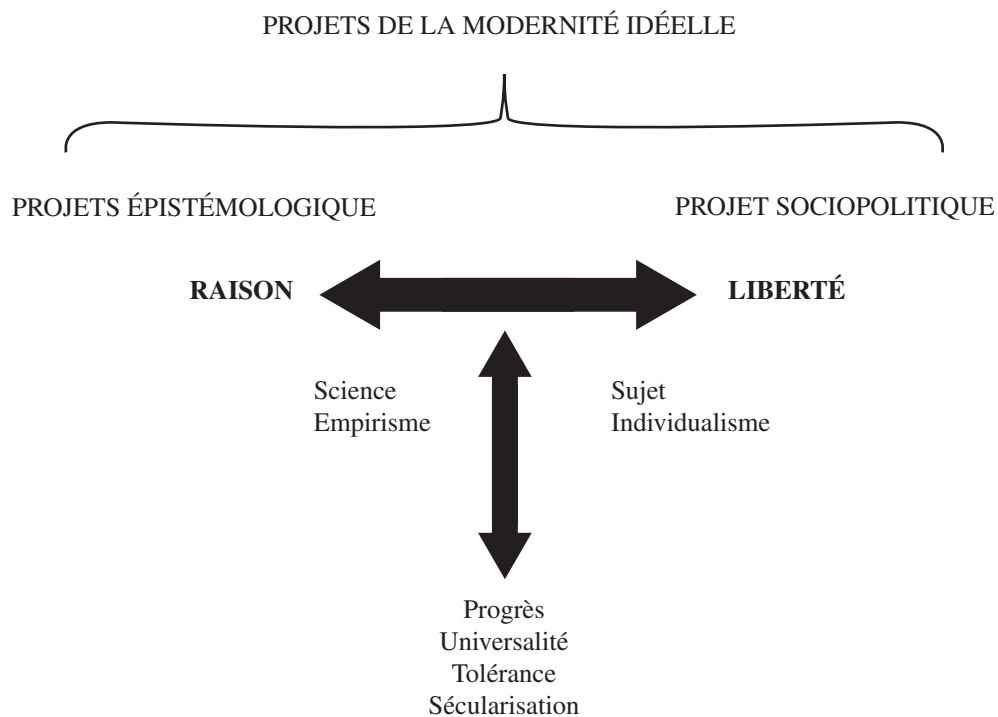 PROJETS DE LA MODERNITÉ IDÉELLE
PROJETS ÉPISTÉMOLOGIQUE
PROJET SOCIOPOLITIQUE
RAISON
LIBERTÉ
Science
Empirisme
Sujet
Individualisme
Progrès
Universalité
Tolérance
Sécularisation